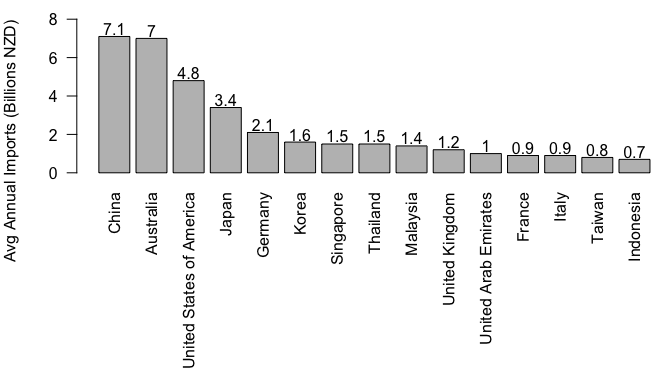 Avg Annual Imports (Billions NZD)
8
6
4
2
0
7.1
7
4.8
3.4
2.1
1.6
1.5
1.5
1.4
1.2
1
0.9
0.9
0.8
0.7
China
Australia
United States of America
Japan
Germany
Korea
Singapore
Thailand
Malaysia
United Kingdom
United Arab Emirates
France
Italy
Taiwan
Indonesia